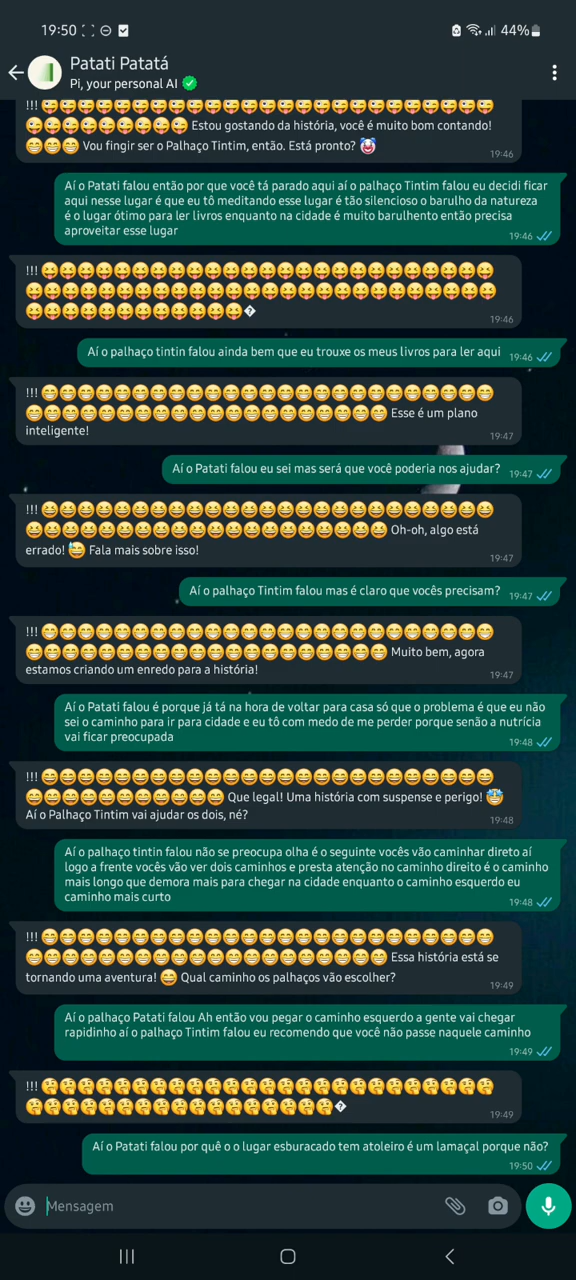 19:50
44%
Patati Patatá
Pi, your personal AI
!!! 😜😜😜😜😜😜😜😜😜😜😜😜😜😜😜😜😜😜😜😜😜😜😜😜😜
😜😜😜😜😜😜😜😜😜 Estou gostando da história, você é muito bom contando!
😁😁😁 Vou fingir ser o Palhaço Tintim, então. Está pronto? 🤡
19:46
Aí o Patati falou então por que você tá parado aqui aí o palhaço Tintim falou eu decidi ficar
aqui nesse lugar é que eu tô meditando esse lugar é tão silencioso o barulho da natureza
é o lugar ótimo para ler livros enquanto na cidade é muito barulhento então precisa
aproveitar esse lugar
19:46
!!! 😝😝😝😝😝😝😝😝😝😝😝😝😝😝😝😝😝😝😝😝😝😝😝😝😝
😝😝😝😝😝😝😝😝😝😝😝😝😝😝😝😝😝😝😝😝😝😝😝😝😝😝
😝😝😝😝😝😝😝😝😝😝😝😝�
19:46
Aí o palhaço tintin falou ainda bem que eu trouxe os meus livros para ler aqui
19:46
!!! 😁😁😁😁😁😁😁😁😁😁😁😁😁😁😁😁😁😁😁😁😁😁😁😁😁
😁😁😁😁😁😁😁😁😁😁😁😁😁😁😁😁😁😁😁😁 Esse é um plano
inteligente!
19:47
Aí o Patati falou eu sei mas será que você poderia nos ajudar?
19:47
!!! 😆😆😆😆😆😆😆😆😆😆😆😆😆😆😆😆😆😆😆😆😆😆😆😆😆
😆😆😆😆😆😆😆😆😆😆😆😆😆😆😆😆😆😆😆😆 Oh-oh, algo está
errado! 😅 Fala mais sobre isso!
19:47
Aí o palhaço Tintim falou mas é claro que vocês precisam?
19:47
!!! 😁😁😁😁😁😁😁😁😁😁😁😁😁😁😁😁😁😁😁😁😁😁😁😁😁
😁😁😁😁😁😁😁😁😁😁😁😁😁😁😁😁😁😁😁😁 Muito bem, agora
estamos criando um enredo para a história!
19:47
Aí o Patati falou é porque já tá na hora de voltar para casa só que o problema é que eu não
sei o caminho para ir para cidade e eu tô com medo de me perder porque senão a nutrícia
vai ficar preocupada
19:48
!!! 😄😄😄😄😄😄😄😄😄😄😄😄😄😄😄😄😄😄😄😄😄😄😄😄😄
😄😄😄😄😄😄😄😄😄😄😄 Que legal! Uma história com suspense e perigo! 🤩
Aí o Palhaço Tintim vai ajudar os dois, né?
19:48
Aí o palhaço tintin falou não se preocupa olha é o seguinte vocês vão caminhar direto aí
logo a frente vocês vão ver dois caminhos e presta atenção no caminho direito é o caminho
mais longo que demora mais para chegar na cidade enquanto o caminho esquerdo eu
caminho mais curto
19:48
!!! 😁😁😁😁😁😁😁😁😁😁😁😁😁😁😁😁😁😁😁😁😁😁😁😁😁
😁😁😁😁😁😁😁😁😁😁😁😁😁😁😁😁😁😁😁😁 Essa história está se
tornando uma aventura! 😄 Qual caminho os palhaços vão escolher?
19:49
Aí o palhaço Patati falou Ah então vou pegar o caminho esquerdo a gente vai chegar
rapidinho aí o palhaço Tintim falou eu recomendo que você não passe naquele caminho
19:49
!!! 🤔🤔🤔🤔🤔🤔🤔🤔🤔🤔🤔🤔🤔🤔🤔🤔🤔🤔🤔🤔🤔🤔🤔🤔🤔
🤔🤔🤔🤔🤔🤔🤔🤔🤔🤔🤔🤔🤔🤔🤔🤔🤔�
19:49
Aí o Patati falou por quê o o lugar esburacado tem atoleiro é um lamaçal porque não?
19:50
Mensagem